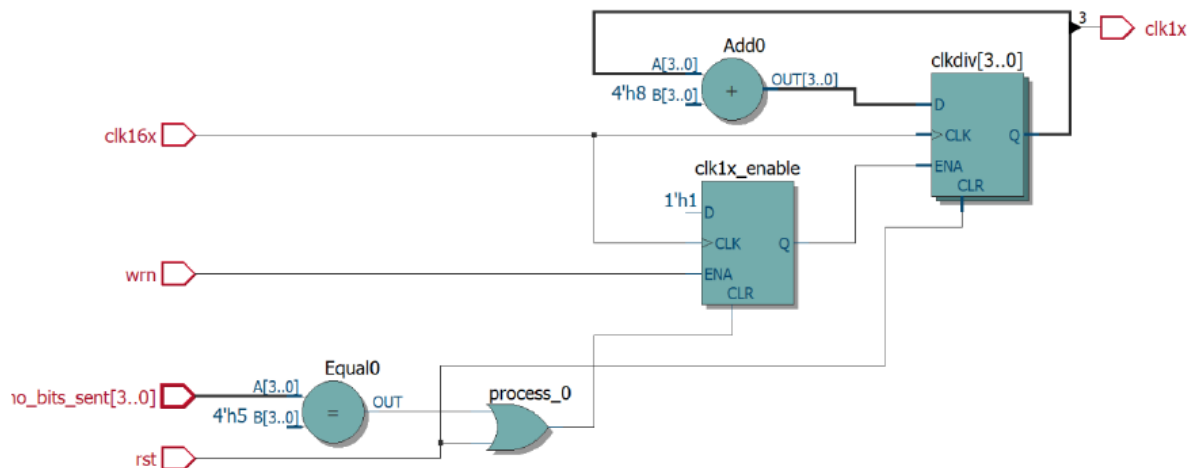 3
clk1x
Add0
clkdiv[3..0]
A[3..0]
OUT[3..0]
4'h8 B[3..0]
+
D
clk16x
CLK
Q
clk1x_enable
ENA
1'h1
D
CLR
CLK
Q
wrn
ENA
CLR
Equal0
no_bits_sent[3..0]
A[3..0]
process_0
OUT
4'h5 B[3..0]
=
rst